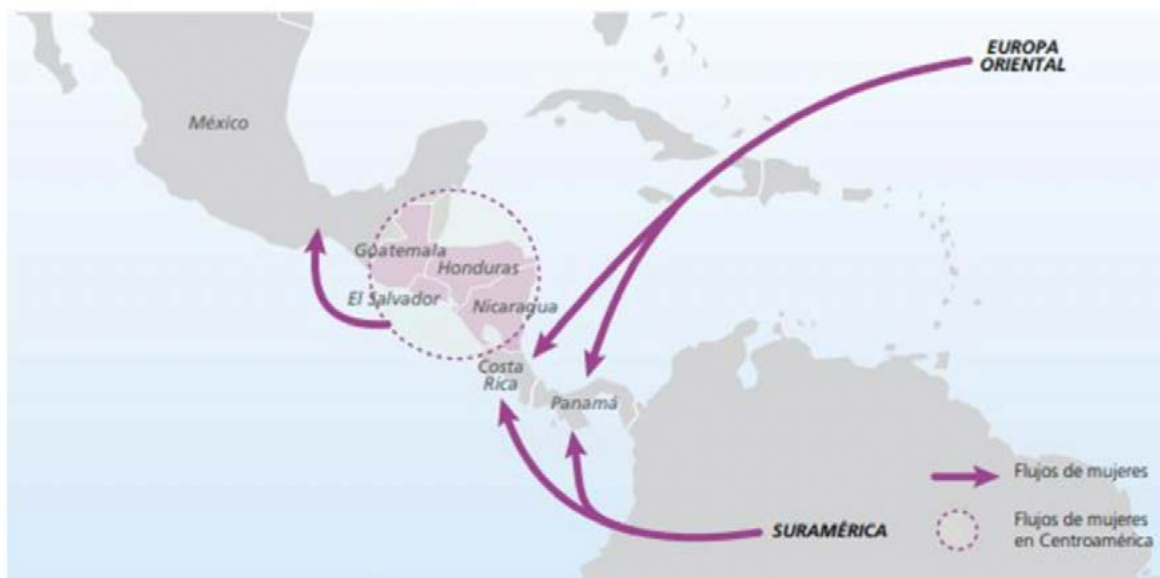 EUROPA
ORIENTAL
México
Guatemala
Honduras
El Salvador
Nicaragua
Costa
Rica
Panamá
Flujos de mujeres
SURAMÉRICA
Flujos de mujeres
en Centroamérica